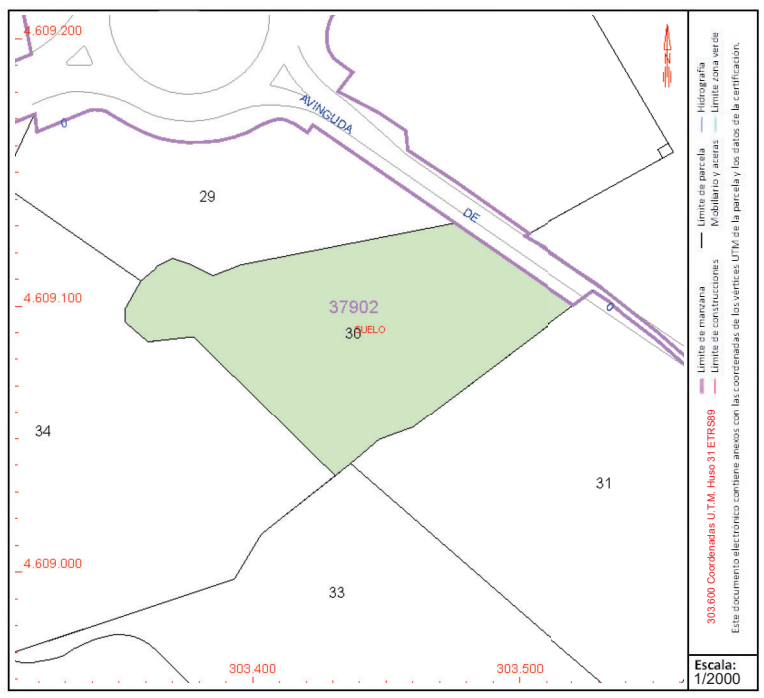 4.609.200
AVINGUDA
0
29
DE
4.609.100
37902
30
SUELO
0
34
31
4.609.000
33
303.400
303.500
Límite de manzana
Límite de parcela
Hidrografía
Límite de construcciones
Mobiliario y aceras
Límite zona verde
303.600 Coordenadas U.T.M. Huso 31 ETRS89
Este documento electrónico contiene anexos con las coordenadas de los vértices UTM de la parcela y los datos de la certificación.
Escala:
1/2000